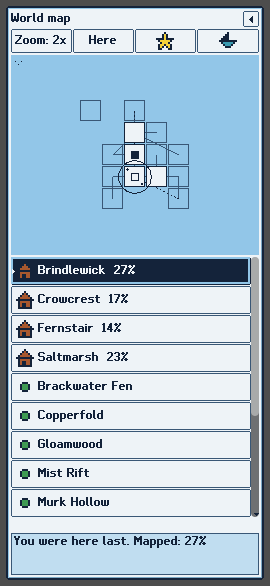 World map
Zoom: 2x
Here
Brindlewick 27%
Crowcrest 17%
Fernstair 14%
Saltmarsh 23%
Brackwater Fen
Copperfold
Gloamwood
Mist Rift
Murk Hollow
You were here last. Mapped: 27%